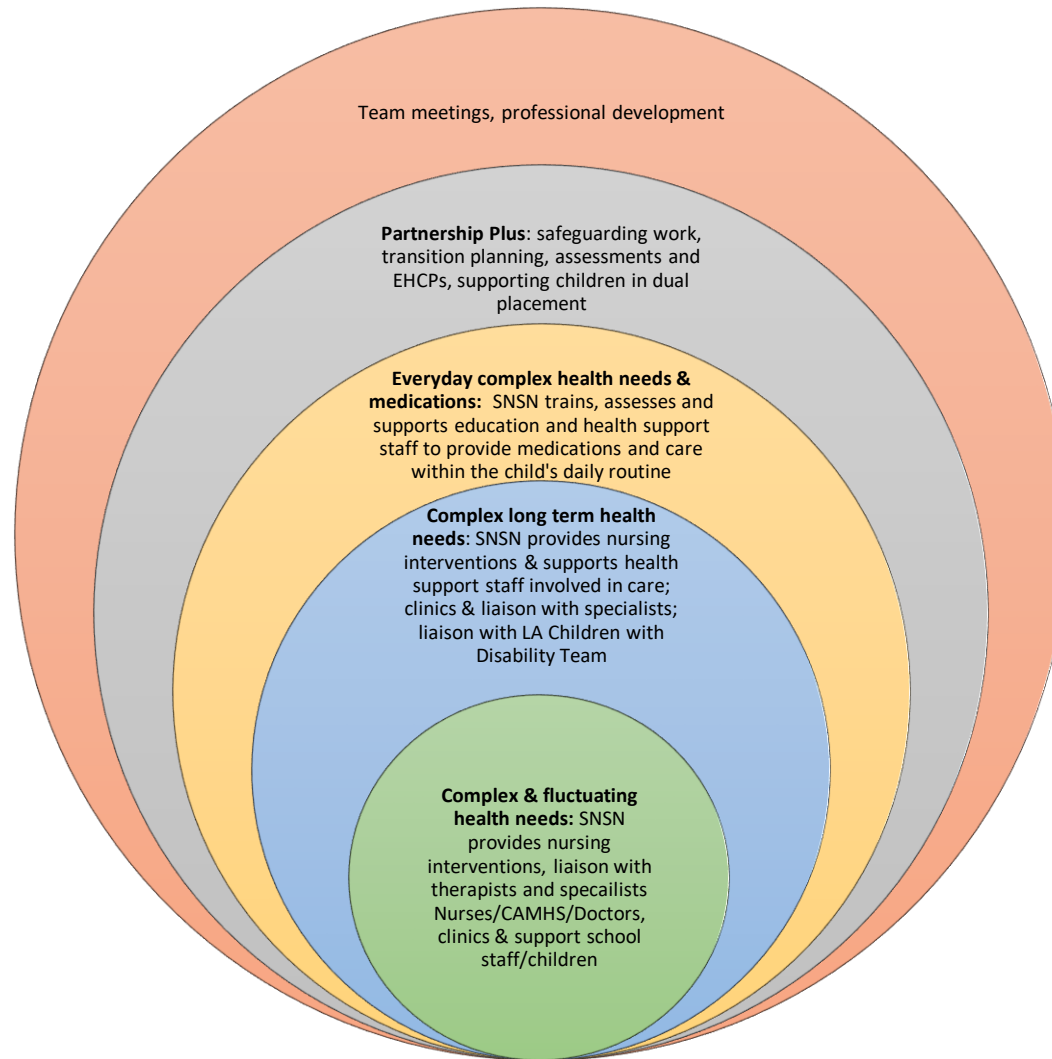 Team meetings, professional development
Partnership Plus: safeguarding work,
transition planning, assessments and
EHCPs, supporting children in dual
placement
Everyday complex health needs &
medications:  SNSN trains, assesses and
supports education and health support
staff to provide medications and care
within the child's daily routine
Complex long term health
needs: SNSN provides nursing
interventions & supports health
support staff involved in care;
clinics & liaison with specialists;
liaison with LA Children with
Disability Team
Complex & fluctuating
health needs: SNSN
provides nursing
interventions, liaison with
therapists and specailists
Nurses/CAMHS/Doctors,
clinics & support school
staff/children